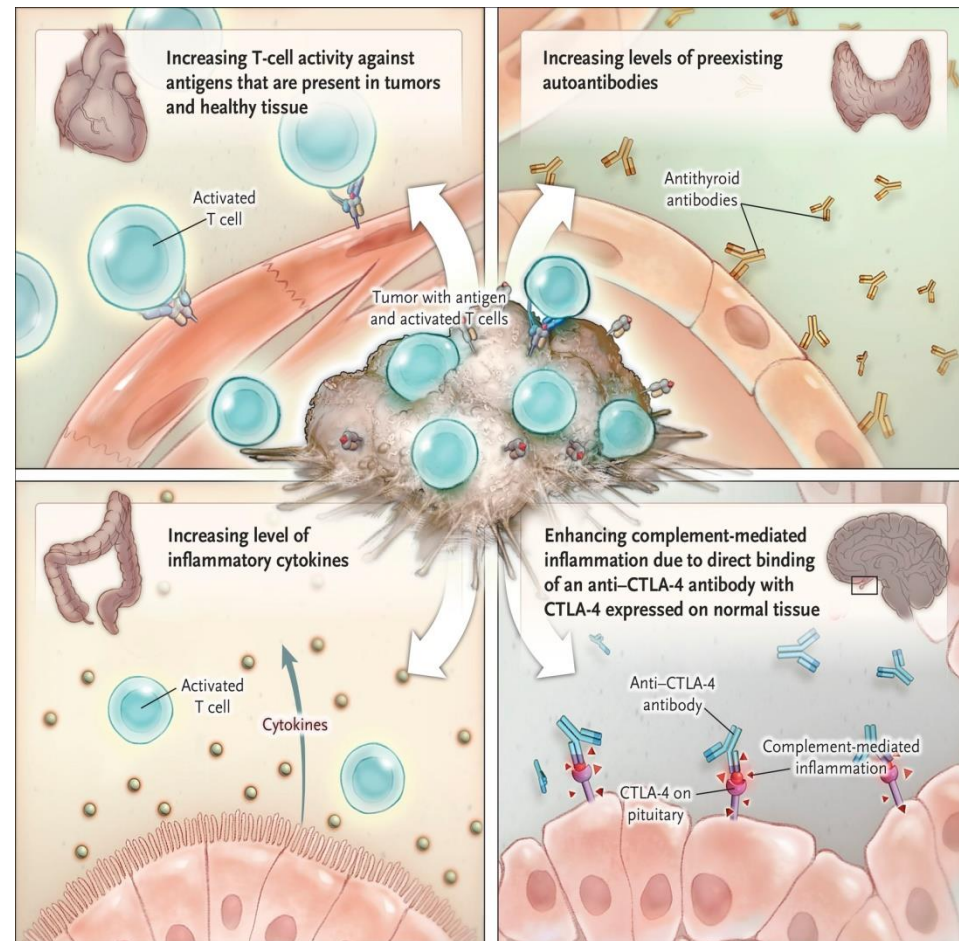 Increasing T-cell activity against
antigens that are present in tumors
and healthy tissue
Activated
T cell
Increasing levels of preexisting
autoantibodies
Antithyroid
antibodies
Tumor with antigen
and activated T cells
Increasing level of
inflammatory cytokines
Activated
T cell
Cytokines
Enhancing complement-mediated
inflammation due to direct binding
of an anti–CTLA-4 antibody with
CTLA-4 expressed on normal tissue
Anti–CTLA-4
antibody
Complement-mediated
inflammation
CTLA-4 on
pituitary